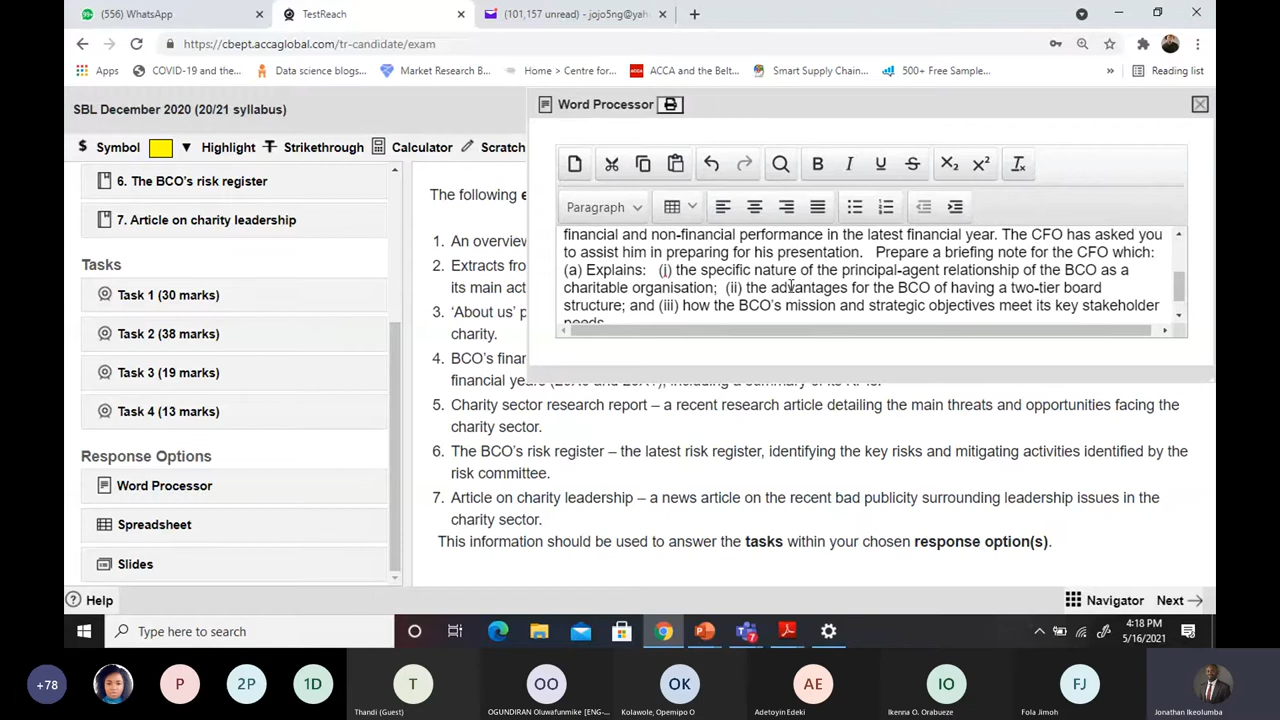 (556) WhatsApp
TestReach
(101,157 unread) - jojo5ng@yah
https://cbept.accaglobal.com/tr-candidate/exam
Apps
COVID-19 and the...
Data science blogs...
Market Research B...
Home > Centre for...
ACCA and the Belt...
Smart Supply Chain...
500+ Free Sample...
»
Reading list
SBL December 2020 (20/21 syllabus)
Word Processor
$ Symbol
Highlight
Strikethrough
Calculator
Scratch
Paragraph
6. The BCO's risk register
7. Article on charity leadership
Tasks
Task 1 (30 marks)
Task 2 (38 marks)
Task 3 (19 marks)
Task 4 (13 marks)
Response Options
Word Processor
Spreadsheet
Slides
financial and non-financial performance in the latest financial year. The CFO has asked you
to assist him in preparing for his presentation. Prepare a briefing note for the CFO which:
(a) Explains: (i) the specific nature of the principal-agent relationship of the BCO as a
charitable organisation; (ii) the advantages for the BCO of having a two-tier board
structure; and (iii) how the BCO's mission and strategic objectives meet its key stakeholder
needs
The following e
1. An overview
2. Extracts fro
its main act
3. 'About us' p
charity.
4. BCO's finan
5. Charity sector research report – a recent research article detailing the main threats and opportunities facing the
charity sector.
6. The BCO's risk register – the latest risk register, identifying the key risks and mitigating activities identified by the
risk committee.
7. Article on charity leadership – a news article on the recent bad publicity surrounding leadership issues in the
charity sector.
This information should be used to answer the tasks within your chosen response option(s).
Help
Navigator
Next
Type here to search
4:18 PM
5/16/2021
+78
P
2P
1D
T
OO
OK
AE
IO
FJ
Thandi (Guest)
OGUNDIRAN Oluwafunmike [ENG-...
Kolawole, Opemipo O
Adetoyin Edeki
Ikenna O. Orabueze
Fola Jimoh
Jonathan Ikeolumba